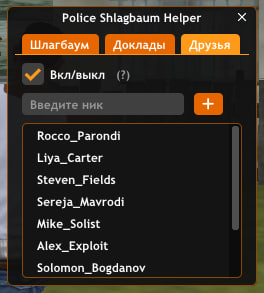 Police Shlagbaum Helper ×
Шлагбаум Доклады Друзья
Вкл/выкл (?)
Введите ник +
Rocco_Parondi
Liya_Carter
Steven_Fields
Sereja_Mavrodi
Mike_Solist
Alex_Exploit
Solomon_Bogdanov